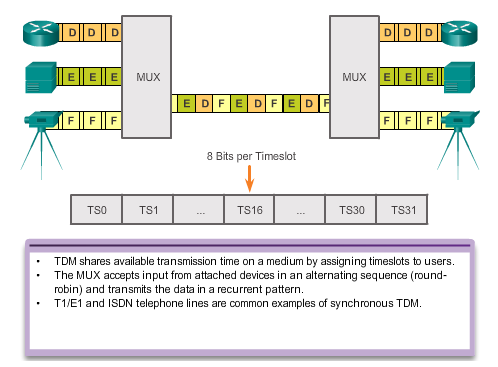 D D D
D D D
MUX
MUX
E E E
E E E
E D F E D F E D F
F F F
F F F
8 Bits per Timeslot
TS0 TS1 ... TS16 ... TS30 TS31
• TDM shares available transmission time on a medium by assigning timeslots to users.
• The MUX accepts input from attached devices in an alternating sequence (round-
robin) and transmits the data in a recurrent pattern.
• T1/E1 and ISDN telephone lines are common examples of synchronous TDM.